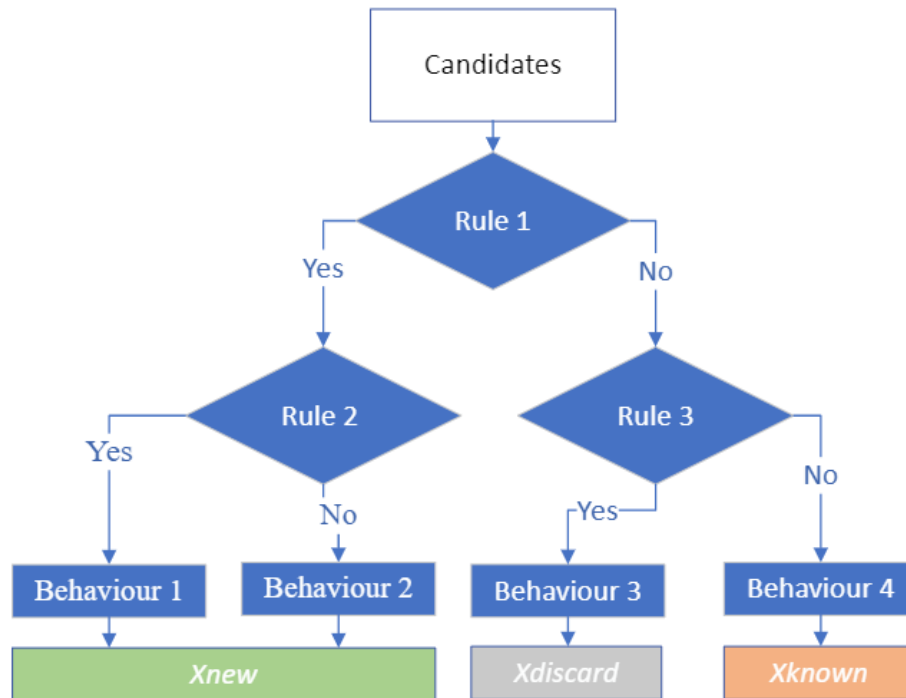 Candidates
Rule 1
Yes
No
Rule 2
Rule 3
Yes
No
Yes
No
Behaviour 1
Behaviour 2
Behaviour 3
Behaviour 4
Xnew
Xdiscard
Xknown